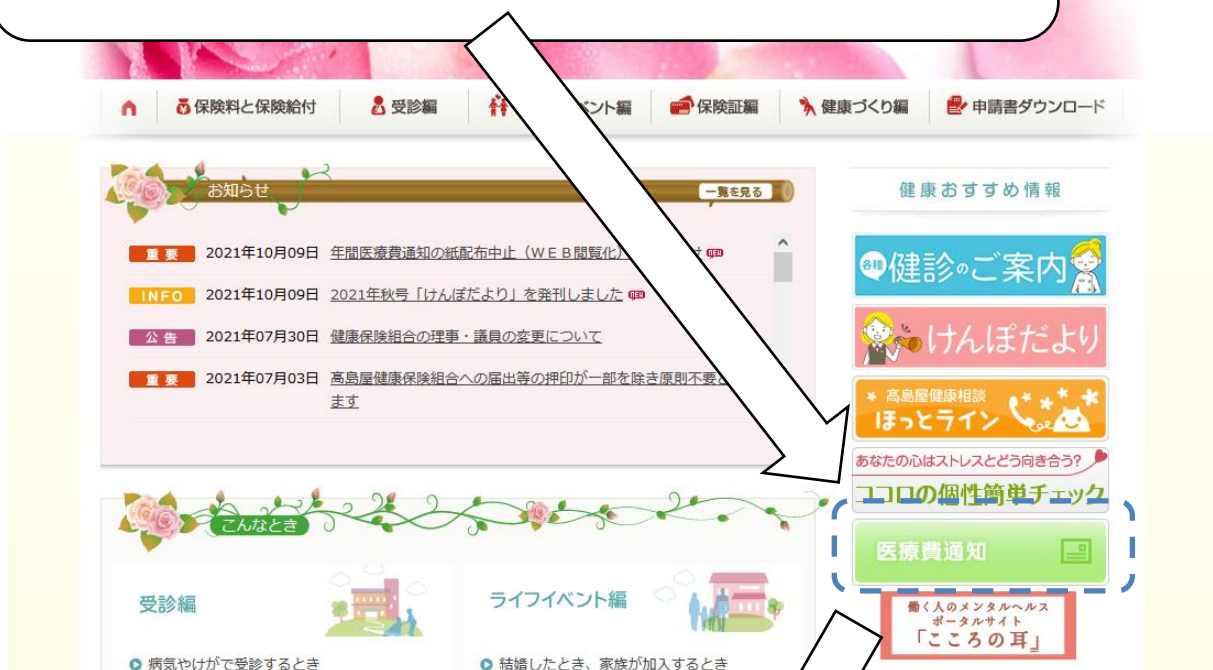 保険料と保険給付
受診編
ント編
保険証編
健康づくり編
申請書ダウンロード
お知らせ
一覧を見る
重要 2021年10月09日 年間医療費通知の紙配布中止（ＷＥＢ閲覧化）
INFO 2021年10月09日 2021年秋号「けんぽだより」を発刊しました
公告 2021年07月30日 健康保険組合の理事・議員の変更について
重要 2021年07月03日 髙島屋健康保険組合への届出等の押印が一部を除き原則不要と
ます
健康おすすめ情報
各種 健診のご案内
けんぽだより
髙島屋健康相談
ほっとライン
あなたの心はストレスとどう向き合う?
ココロの個性簡単チェック
医療費通知
働く人のメンタルヘルス
ポータルサイト
「こころの耳」
こんなとき
受診編
病気やけがで受診するとき
ライフイベント編
結婚したとき、家族が加入するとき